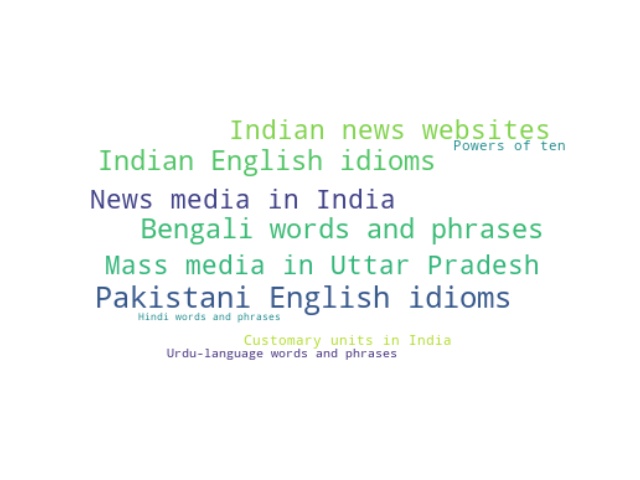 Indian news websites
Powers of ten
Indian English idioms
News media in India
Bengali words and phrases
Mass media in Uttar Pradesh
Pakistani English idioms
Hindi words and phrases
Customary units in India
Urdu-language words and phrases